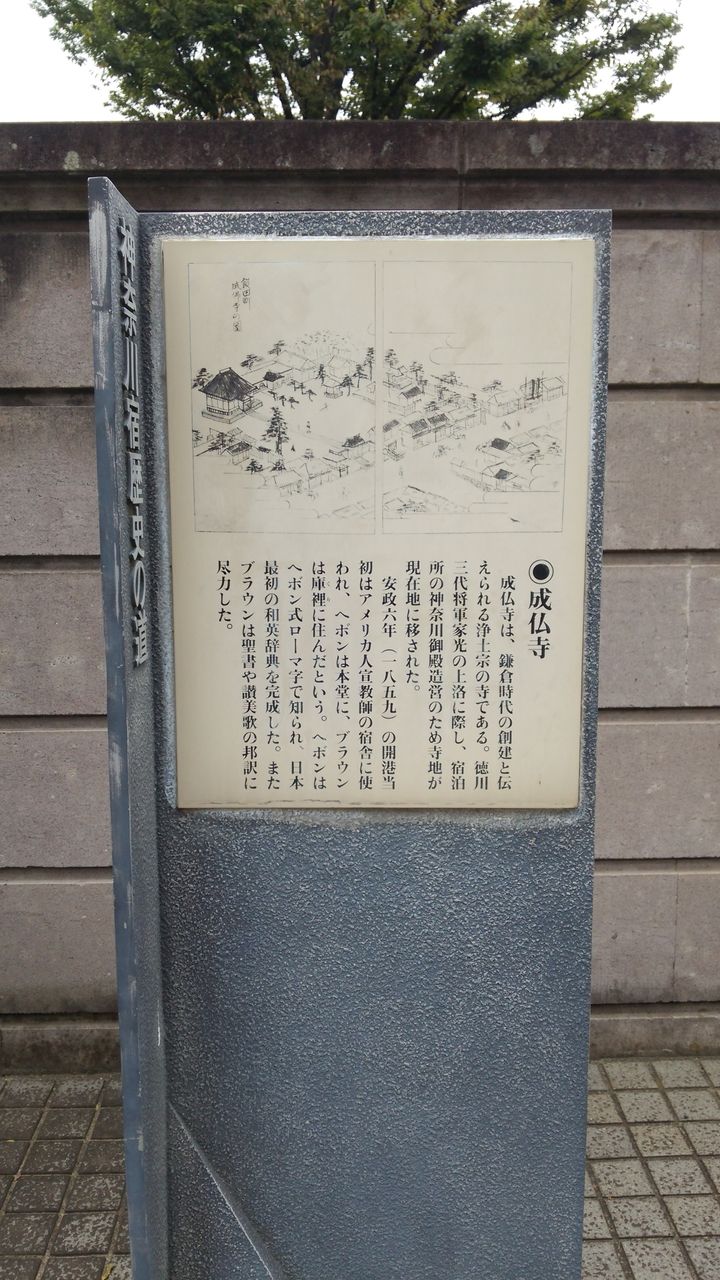 神奈川宿歴史の道
成仏寺の図
◉成仏寺
成仏寺は、鎌倉時代の創建と伝
えられる浄土宗の寺である。徳川
三代将軍家光の上洛に際し、宿泊
所の神奈川御殿造営のため寺地が
現在地に移された。
安政六年(一八五九)の開港当
初はアメリカ人宣教師の宿舎に使
われ、ヘボンは本堂に、ブラウン
は庫裡に住んだという。ヘボンは
ヘボン式ローマ字で知られ、日本
最初の和英辞典を完成した。また
ブラウンは聖書や讃美歌の邦訳に
尽力した。